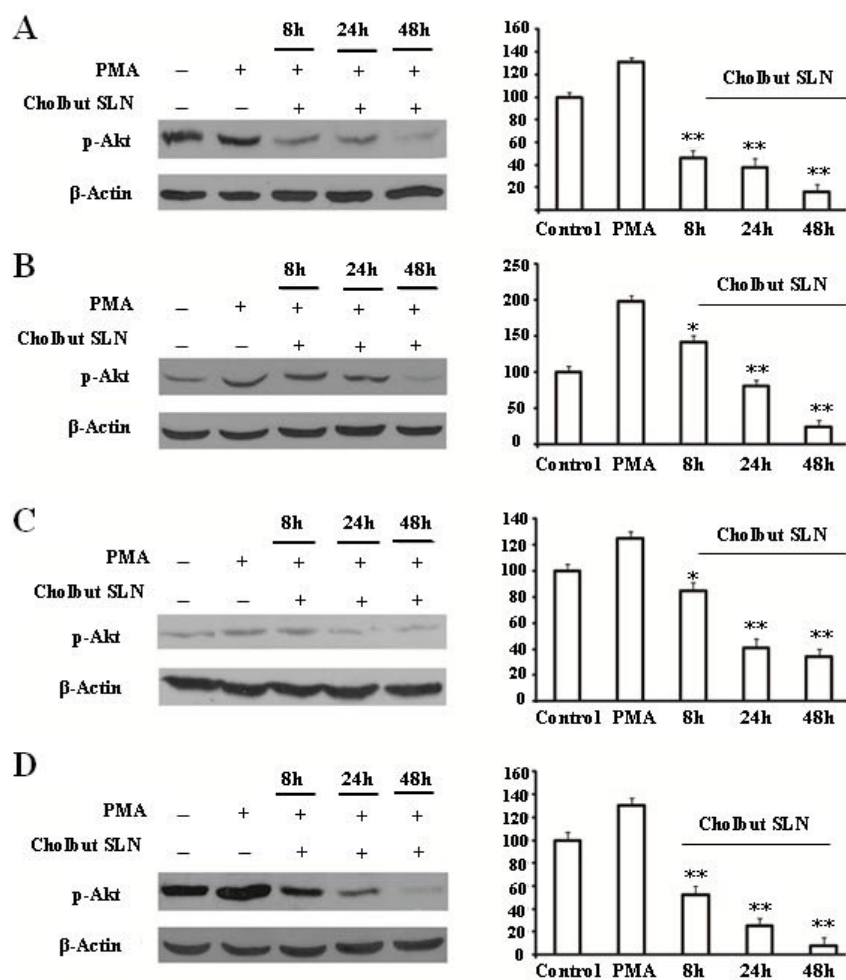 A
8h 24h 48h
PMA – + + + +
Cholbut SLN – – + + +
p-Akt
β-Actin
160
140
120
100
80
60
40
20
Cholbut SLN
** ** **
Control PMA 8h 24h 48h
B
8h 24h 48h
PMA – + + + +
Cholbut SLN – – + + +
p-Akt
β-Actin
250
200
150
100
50
0
Cholbut SLN
* ** **
Control PMA 8h 24h 48h
C
8h 24h 48h
PMA – + + + +
Cholbut SLN – – + + +
p-Akt
β-Actin
140
120
100
80
60
40
20
0
Cholbut SLN
* ** **
Control PMA 8h 24h 48h
D
8h 24h 48h
PMA – + + + +
Cholbut SLN – – + + +
p-Akt
β-Actin
160
140
120
100
80
60
40
20
0
Cholbut SLN
** ** **
Control PMA 8h 24h 48h